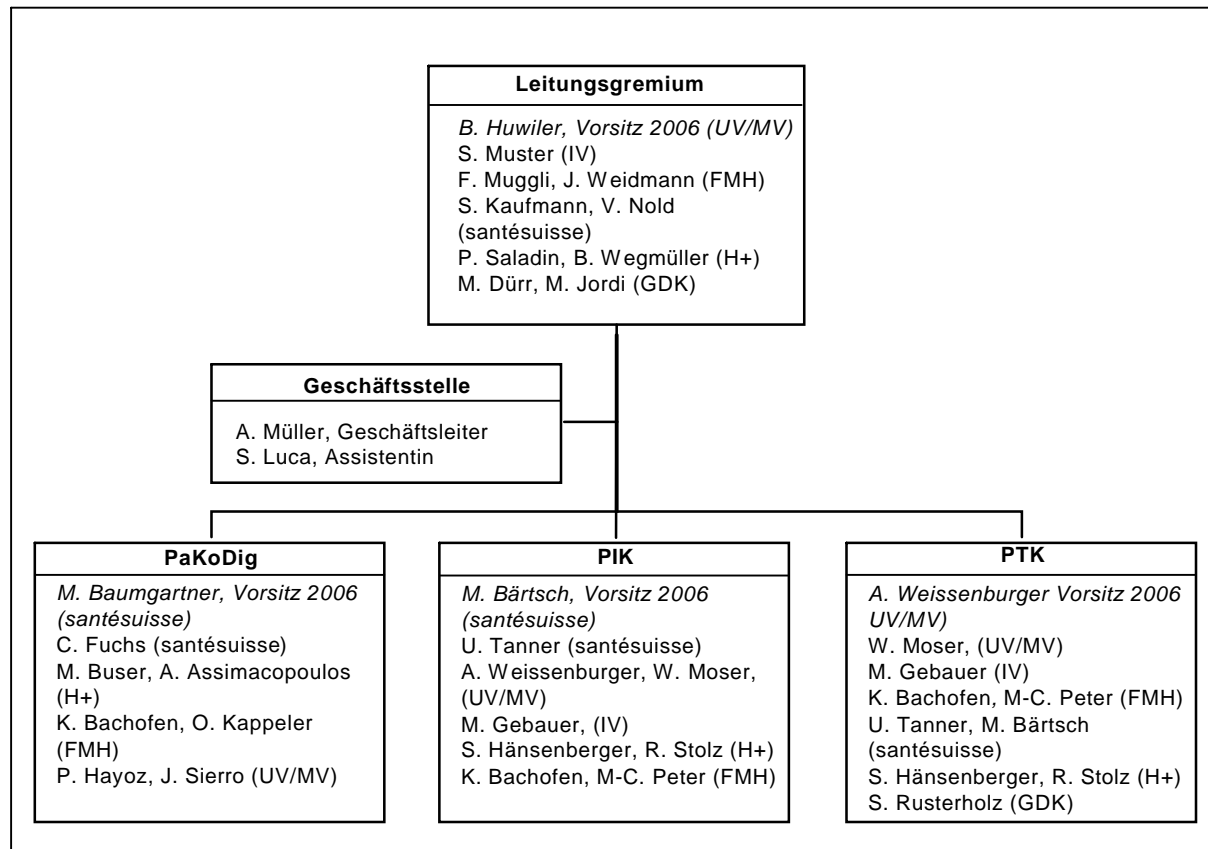 Leitungsgremium
B. Huwiler, Vorsitz 2006 (UV/MV)
S. Muster (IV)
F. Muggli, J. Weidmann (FMH)
S. Kaufmann, V. Nold
(santésuisse)
P. Saladin, B. Wegmüller (H+)
M. Dürr, M. Jordi (GDK)
Geschäftsstelle
A. Müller, Geschäftsleiter
S. Luca, Assistentin
PaKoDig
M. Baumgartner, Vorsitz 2006
(santésuisse)
C. Fuchs (santésuisse)
M. Buser, A. Assimacopoulos
(H+)
K. Bachofen, O. Kappeler
(FMH)
P. Hayoz, J. Sierro (UV/MV)
PIK
M. Bärtsch, Vorsitz 2006
(santésuisse)
U. Tanner (santésuisse)
A. Weissenburger, W. Moser,
(UV/MV)
M. Gebauer, (IV)
S. Hänsenberger, R. Stolz (H+)
K. Bachofen, M-C. Peter (FMH)
PTK
A. Weissenburger Vorsitz 2006
UV/MV)
W. Moser, (UV/MV)
M. Gebauer (IV)
K. Bachofen, M-C. Peter (FMH)
U. Tanner, M. Bärtsch
(santésuisse)
S. Hänsenberger, R. Stolz (H+)
S. Rusterholz (GDK)